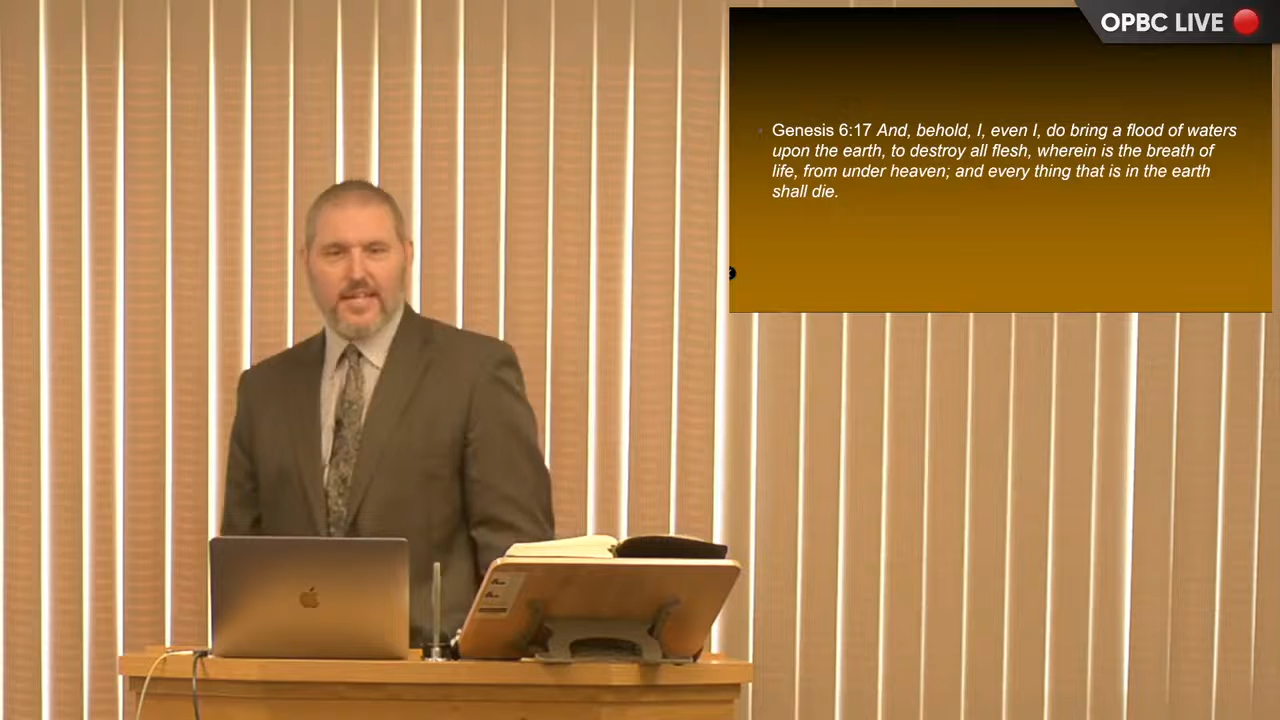 OPBC LIVE
Genesis 6:17 And, behold, I, even I, do bring a flood of waters
upon the earth, to destroy all flesh, wherein is the breath of
life, from under heaven; and every thing that is in the earth
shall die.